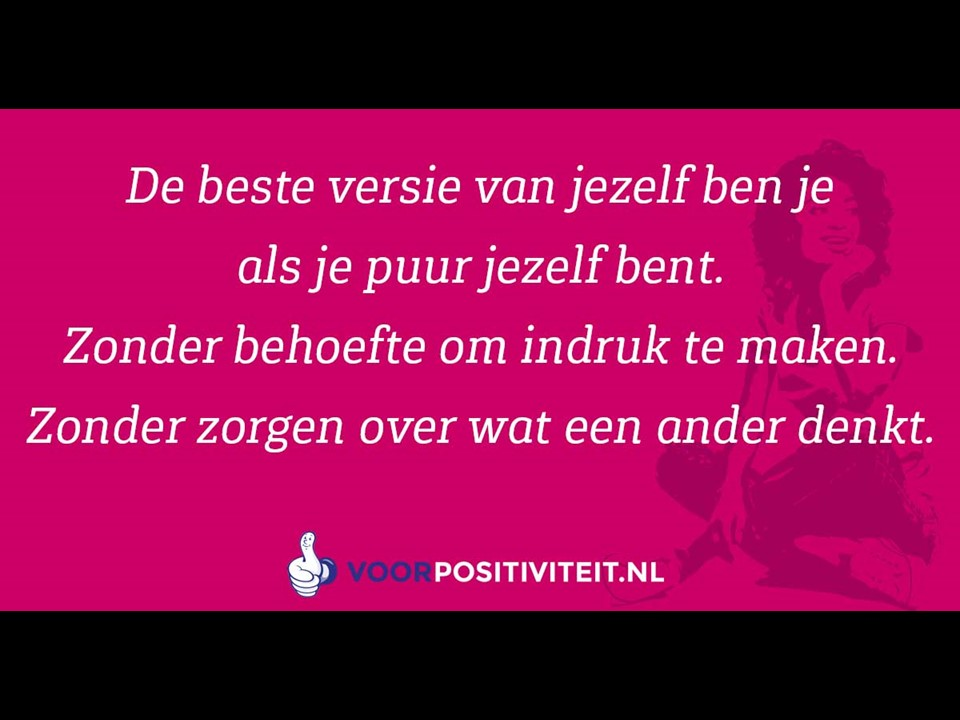 De beste versie van jezelf ben je
als je puur jezelf bent.
Zonder behoefte om indruk te maken.
Zonder zorgen over wat een ander denkt.
VOORPOSITIVITEIT.NL